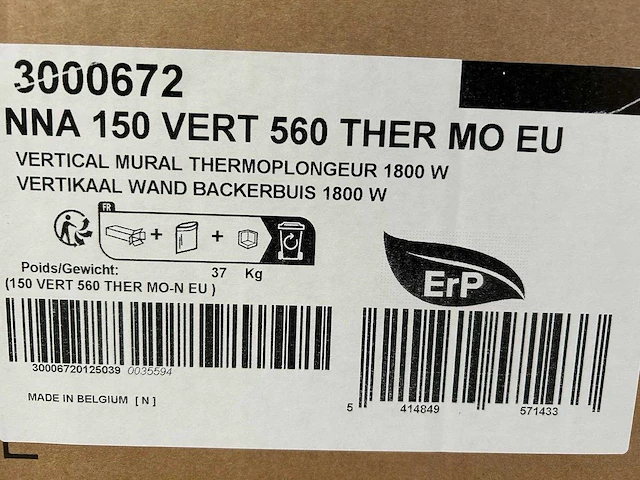 3000672
NNA 150 VERT 560 THER MO EU
VERTICAL MURAL THERMOPLONGEUR 1800 W
VERTIKAAL WAND BACKERBUIS 1800 W
FR
+ +
Poids/Gewicht: 37 Kg
(150 VERT 560 THER MO-N EU )
ErP
30006720125039 0035594
5 414849 571433
MADE IN BELGIUM [ N ]